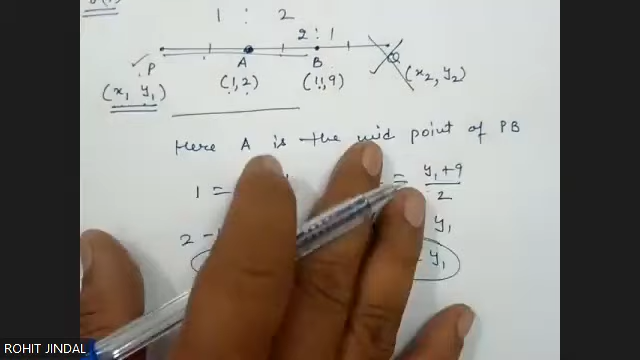 1 : 2
2 : 1
P A B Q
(x₁ y₁) (1,2) (11,9) (x₂, y₂)
Here A is the mid point of PB
1 = = y₁+9
2
2 - y₁
y₁
ROHIT JINDAL